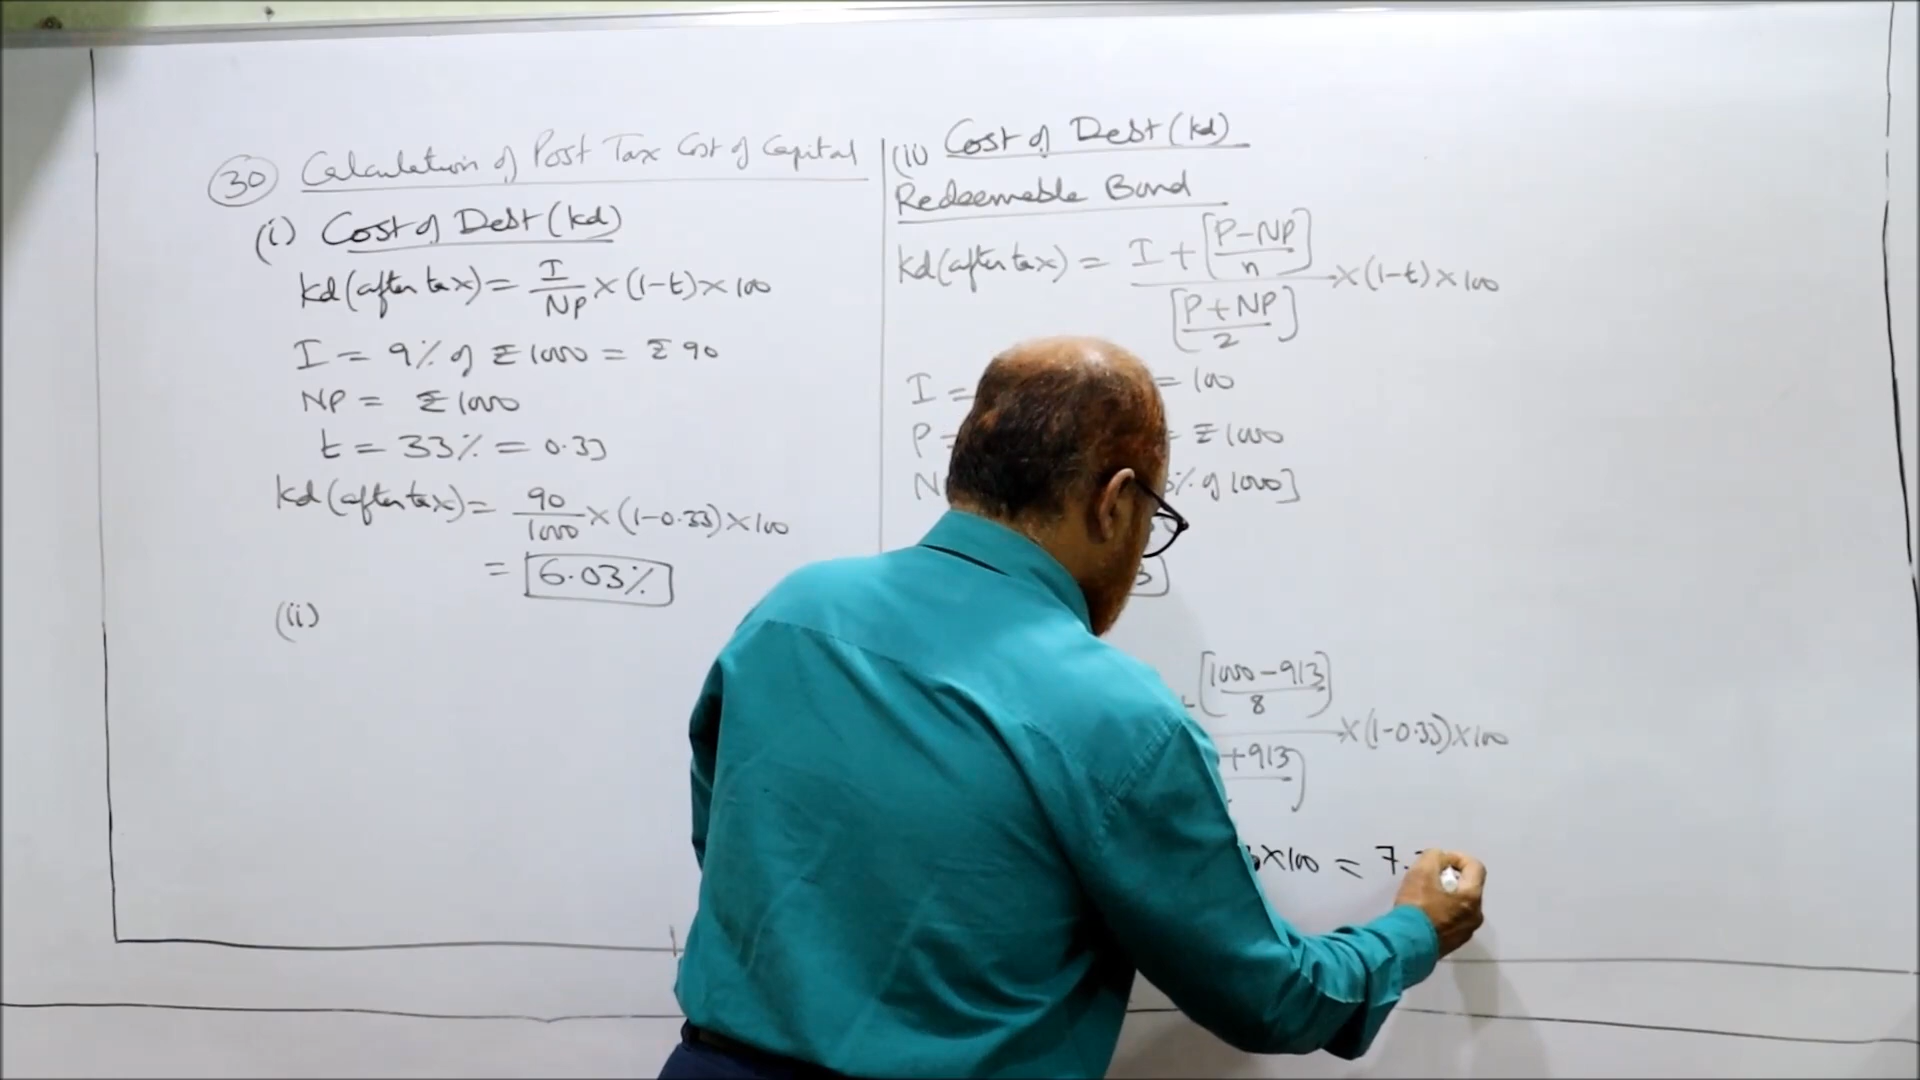 30 Calculation of Post Tax Cost of Capital
(i) Cost of Debt (kd)
kd (after tax) = I / NP × (1-t) × 100
I = 9% of ₹1000 = ₹90
NP = ₹1000
t = 33% = 0.33
kd (after tax) = 90 / 1000 × (1-0.33) × 100
= 6.03%
(ii)
(ii) Cost of Debt (kd)
Redeemable Bond
kd (after tax) = I + [P-NP / n] / [P+NP / 2] × (1-t) × 100
I = = 100
P = = ₹1000
% of 1000]
3
[1000-913 / 8]
+913
× (1-0.33) × 100
×100 = 7.